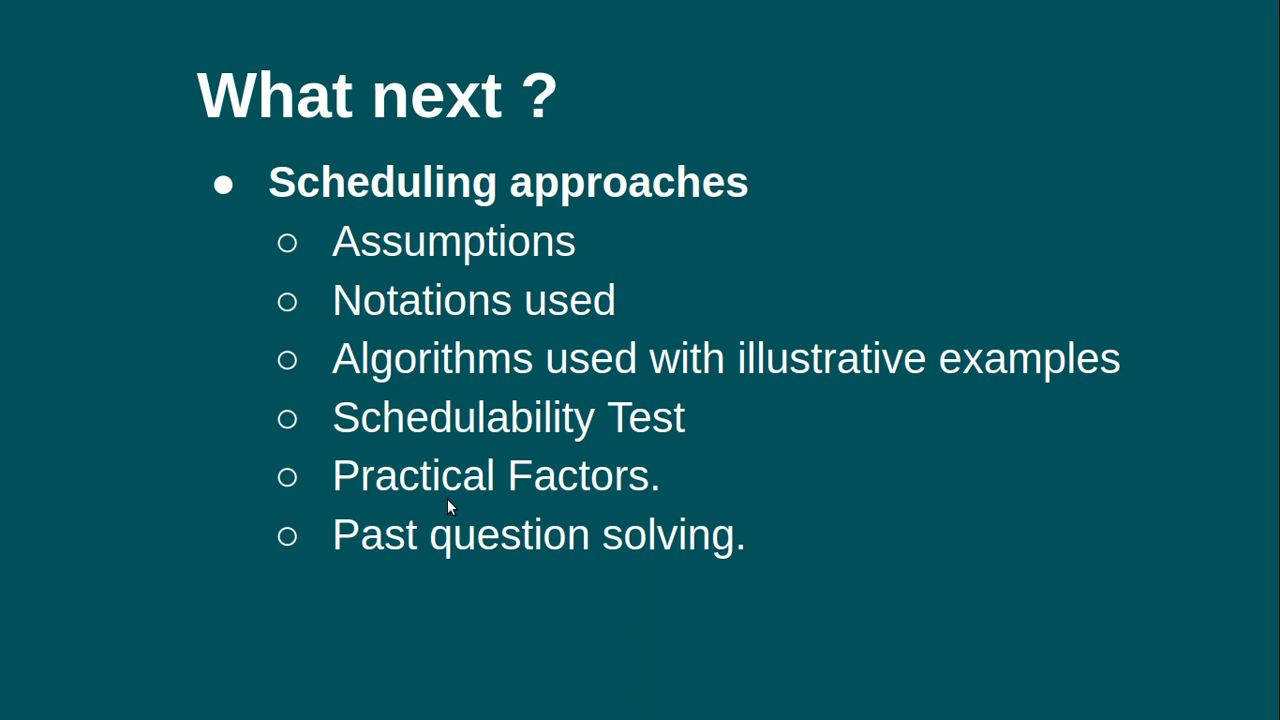 What next ?
● Scheduling approaches
○ Assumptions
○ Notations used
○ Algorithms used with illustrative examples
○ Schedulability Test
○ Practical Factors.
○ Past question solving.